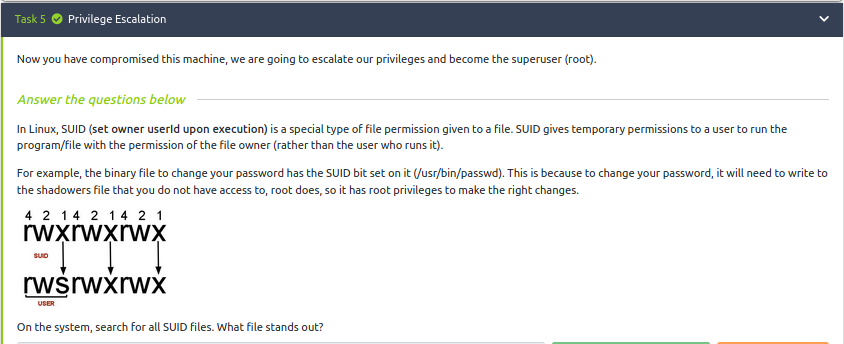 Task 5 Privilege Escalation
Now you have compromised this machine, we are going to escalate our privileges and become the superuser (root).
Answer the questions below
In Linux, SUID (set owner userId upon execution) is a special type of file permission given to a file. SUID gives temporary permissions to a user to run the
program/file with the permission of the file owner (rather than the user who runs it).
For example, the binary file to change your password has the SUID bit set on it (/usr/bin/passwd). This is because to change your password, it will need to write to
the shadowers file that you do not have access to, root does, so it has root privileges to make the right changes.
4 2 1 4 2 1 4 2 1
rwxrwxrwx
SUID
rwsrwxrwx
USER
On the system, search for all SUID files. What file stands out?